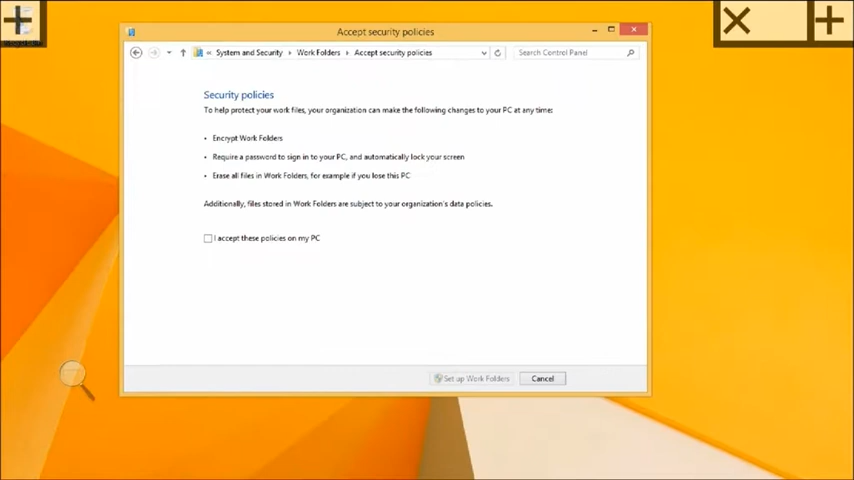 Accept security policies
« System and Security Work Folders Accept security policies Search Control Panel
Security policies
To help protect your work files, your organization can make the following changes to your PC at any time:
• Encrypt Work Folders
• Require a password to sign in to your PC, and automatically lock your screen
• Erase all files in Work Folders, for example if you lose this PC
Additionally, files stored in Work Folders are subject to your organization's data policies.
I accept these policies on my PC
Set up Work Folders Cancel